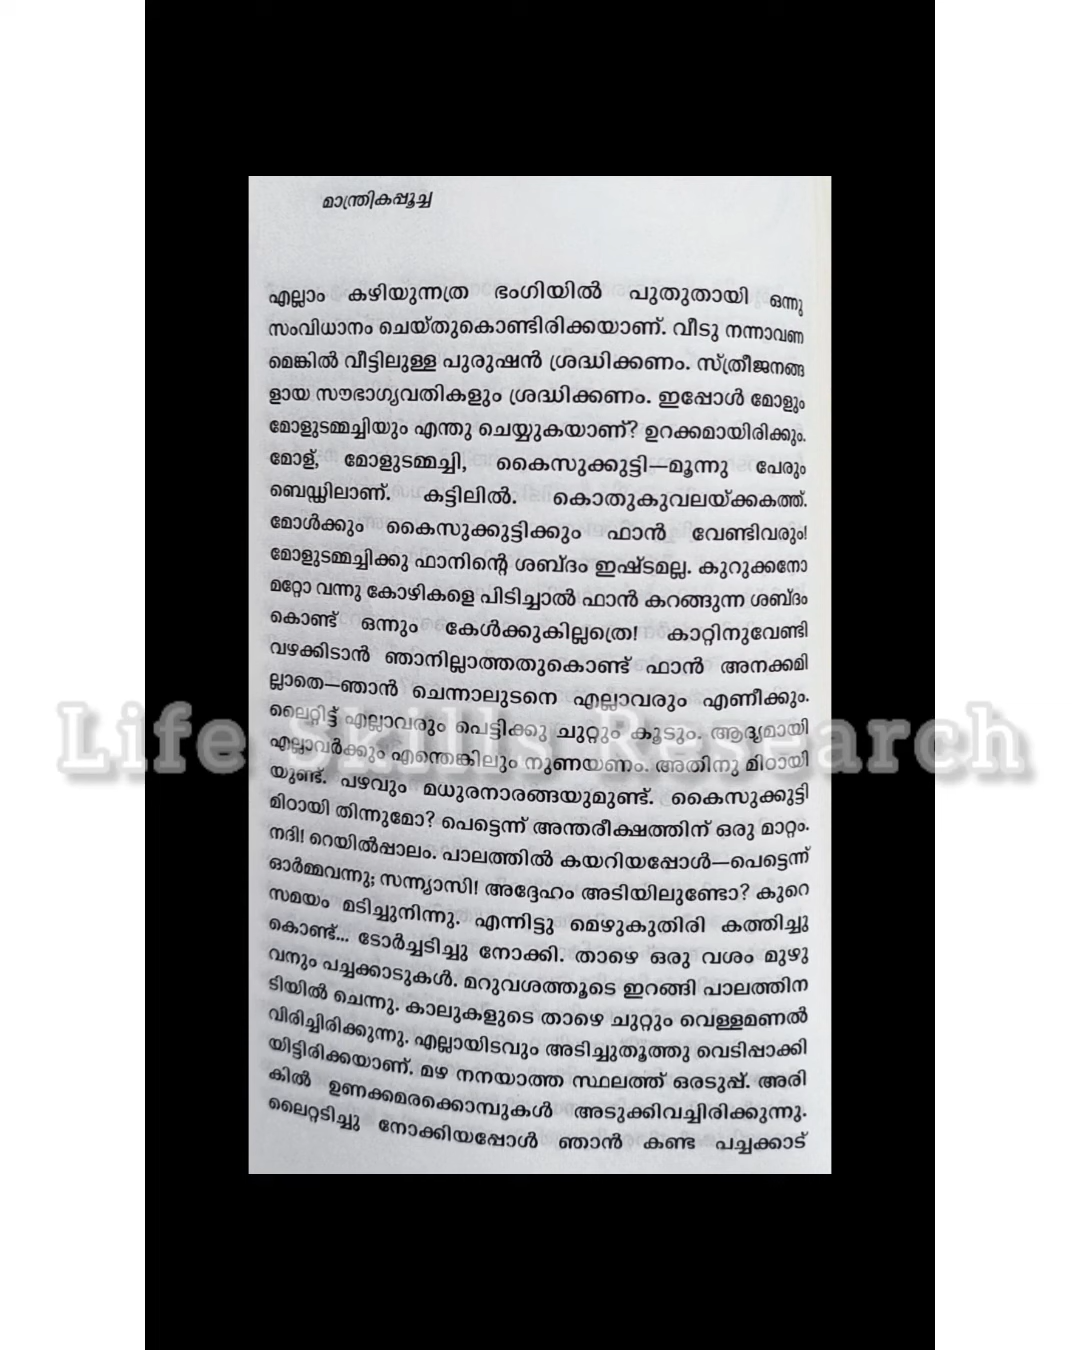 മാന്ത്രികപ്പൂച്ച
എല്ലാം കഴിയുന്നത്ര ഭംഗിയിൽ പുതുതായി ഒന്നു
സംവിധാനം ചെയ്തുകൊണ്ടിരിക്കയാണ്. വീടു നന്നാവണ
മെങ്കിൽ വീട്ടിലുള്ള പുരുഷൻ ശ്രദ്ധിക്കണം. സ്ത്രീജനങ്ങ
ളായ സൗഭാഗ്യവതികളും ശ്രദ്ധിക്കണം. ഇപ്പോൾ മോളും
മോളുടമ്മച്ചിയും എന്തു ചെയ്യുകയാണ്? ഉറക്കമായിരിക്കും.
മോള്, മോളുടമ്മച്ചി, കൈസുക്കുട്ടി—മൂന്നു പേരും
ബെഡ്ഡിലാണ്. കട്ടിലിൽ. കൊതുകുവലയ്ക്കകത്ത്.
മോൾക്കും കൈസുക്കുട്ടിക്കും ഫാൻ വേണ്ടിവരും!
മോളുടമ്മച്ചിക്കു ഫാനിന്റെ ശബ്ദം ഇഷ്ടമല്ല. കുറുക്കനോ
മറ്റോ വന്നു കോഴികളെ പിടിച്ചാൽ ഫാൻ കറങ്ങുന്ന ശബ്ദം
കൊണ്ട് ഒന്നും കേൾക്കുകില്ലത്രെ! കാറ്റിനുവേണ്ടി
വഴക്കിടാൻ ഞാനില്ലാത്തതുകൊണ്ട് ഫാൻ അനക്കമി
ല്ലാതെ—ഞാൻ ചെന്നാലുടനെ എല്ലാവരും എണീക്കും.
ലൈറ്റിട്ട് എല്ലാവരും പെട്ടിക്കു ചുറ്റും കൂടും. ആദ്യമായി
എല്ലാവർക്കും എന്തെങ്കിലും നുണയണം. അതിനു മിഠായി
യുണ്ട്. പഴവും മധുരനാരങ്ങയുമുണ്ട്. കൈസുക്കുട്ടി
മിഠായി തിന്നുമോ? പെട്ടെന്ന് അന്തരീക്ഷത്തിന് ഒരു മാറ്റം.
നദി! റെയിൽപ്പാലം. പാലത്തിൽ കയറിയപ്പോൾ—പെട്ടെന്ന്
ഓർമ്മവന്നു; സന്ന്യാസി! അദ്ദേഹം അടിയിലുണ്ടോ? കുറെ
സമയം മടിച്ചുനിന്നു. എന്നിട്ടു മെഴുകുതിരി കത്തിച്ചു
കൊണ്ട്... ടോർച്ചടിച്ചു നോക്കി. താഴെ ഒരു വശം മുഴു
വനും പച്ചക്കാടുകൾ. മറുവശത്തൂടെ ഇറങ്ങി പാലത്തിന
ടിയിൽ ചെന്നു. കാലുകളുടെ താഴെ ചുറ്റും വെള്ളമണൽ
വിരിച്ചിരിക്കുന്നു. എല്ലായിടവും അടിച്ചുതൂത്തു വെടിപ്പാക്കി
യിട്ടിരിക്കയാണ്. മഴ നനയാത്ത സ്ഥലത്ത് ഒരടുപ്പ്. അരി
കിൽ ഉണക്കമരക്കൊമ്പുകൾ അടുക്കിവച്ചിരിക്കുന്നു.
ലൈറ്റടിച്ചു നോക്കിയപ്പോൾ ഞാൻ കണ്ട പച്ചക്കാട്
Life Skills Research